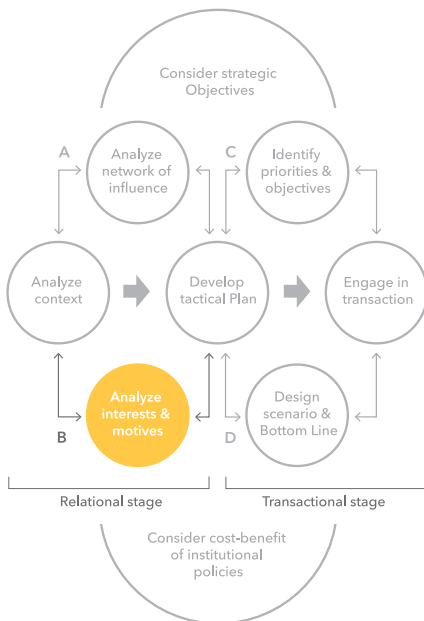 Consider strategic
Objectives
A
Analyze
network of
influence
C
Identify
priorities &
objectives
Analyze
context
Develop
tactical Plan
Engage in
transaction
B
Analyze
interests &
motives
D
Design
scenario &
Bottom Line
Relational stage
Transactional stage
Consider cost-benefit
of institutional
policies